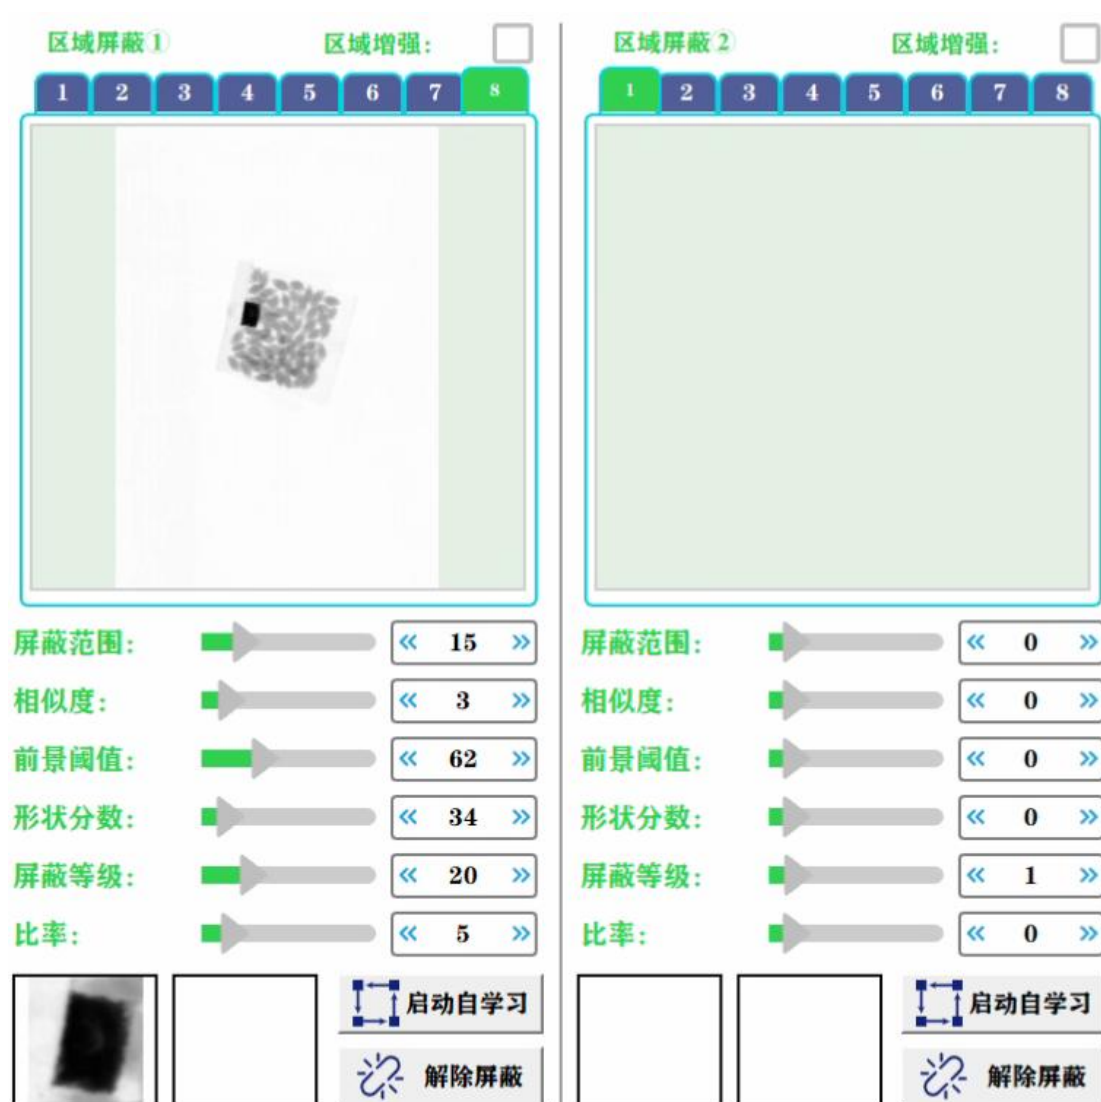 区域屏蔽① 区域增强：
1 2 3 4 5 6 7 8
屏蔽范围： « 15 »
相似度： « 3 »
前景阈值： « 62 »
形状分数： « 34 »
屏蔽等级： « 20 »
比率： « 5 »
启动自学习
解除屏蔽
区域屏蔽② 区域增强：
1 2 3 4 5 6 7 8
屏蔽范围： « 0 »
相似度： « 0 »
前景阈值： « 0 »
形状分数： « 0 »
屏蔽等级： « 1 »
比率： « 0 »
启动自学习
解除屏蔽